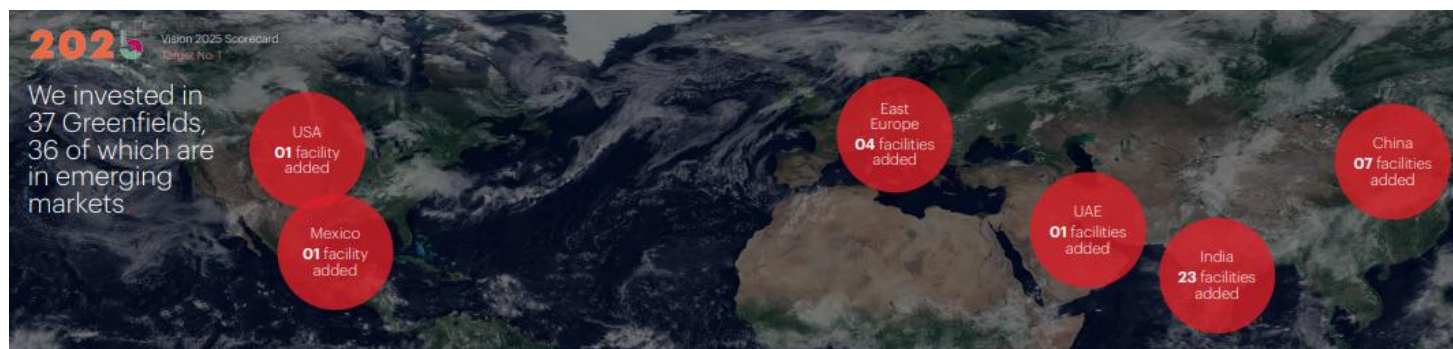 2025
Vision 2025 Scorecard
Target No. 1
We invested in
37 Greenfields,
36 of which are
in emerging
markets
USA
01 facility
added
Mexico
01 facility
added
East
Europe
04 facilities
added
UAE
01 facilities
added
India
23 facilities
added
China
07 facilities
added